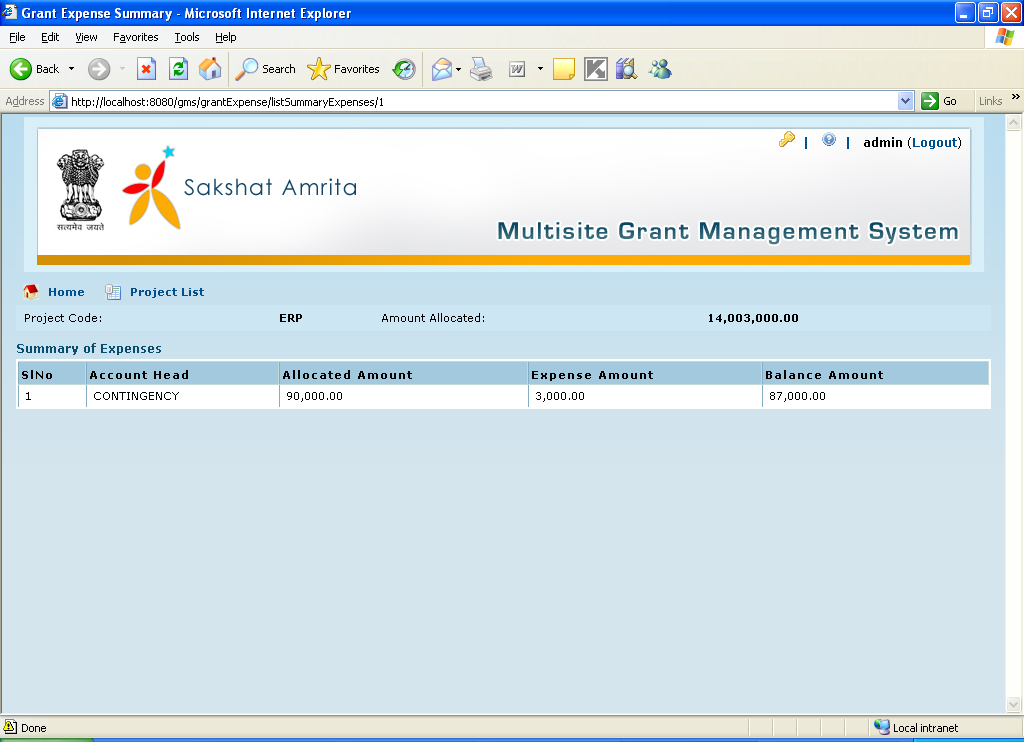 Grant Expense Summary - Microsoft Internet Explorer
File Edit View Favorites Tools Help
Back Search Favorites
Address http://localhost:8080/gms/grantExpense/listSummaryExpenses/1 Go Links »
| ? | admin (Logout)
Sakshat Amrita
सत्यमेव जयते
Multisite Grant Management System
Home Project List
Project Code: ERP Amount Allocated: 14,003,000.00
Summary of Expenses
SlNo Account Head Allocated Amount Expense Amount Balance Amount
1 CONTINGENCY 90,000.00 3,000.00 87,000.00
Done Local intranet